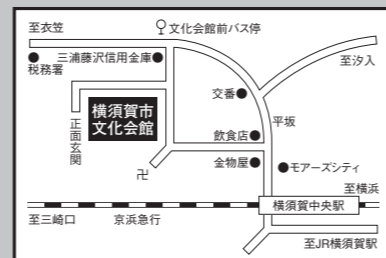 至衣笠
文化会館前バス停
三浦藤沢信用金庫
税務署
至汐入
交番
横須賀市
文化会館
平坂
正面玄関
飲食店
金物屋
卍
モアーズシティ
至横浜
横須賀中央駅
至三崎口
京浜急行
至JR横須賀駅